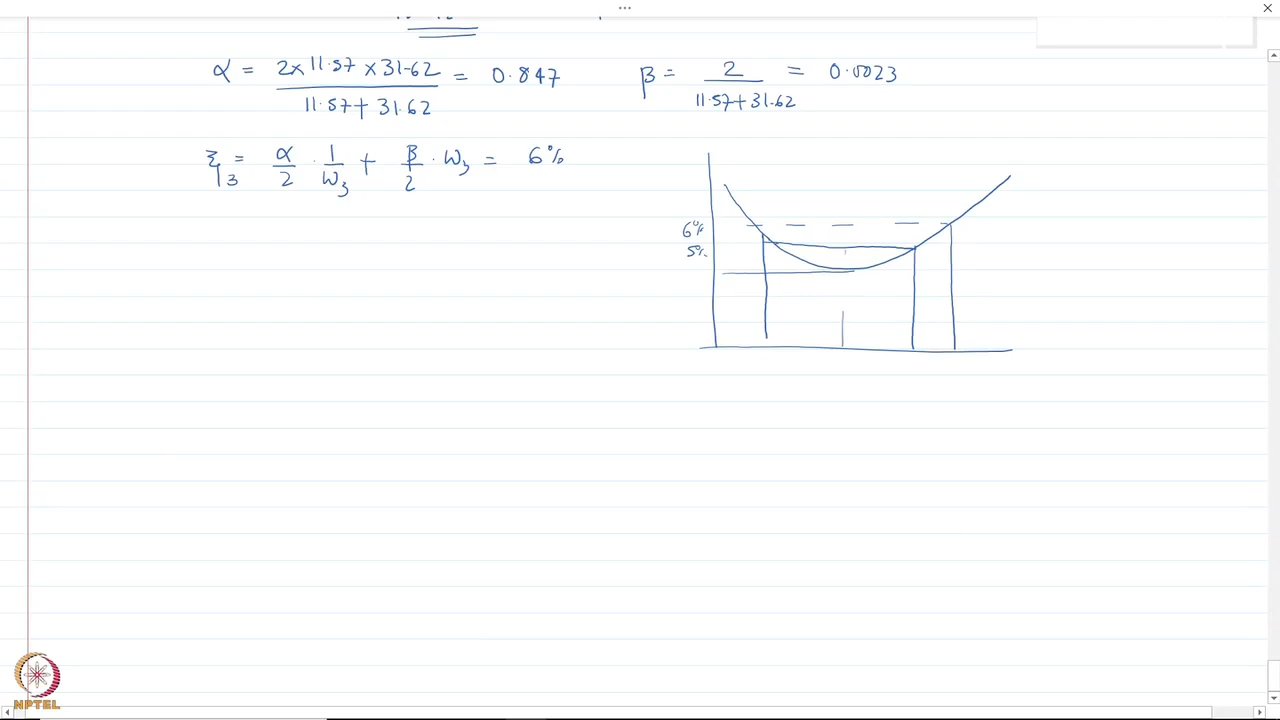 α = 2×11.57×31.62 / 11.57+31.62 = 0.847
β = 2 / 11.57+31.62 = 0.0023
ξ3 = α/2 · 1/ω3 + β/2 · ω3 = 6%
6%
5%
NPTEL